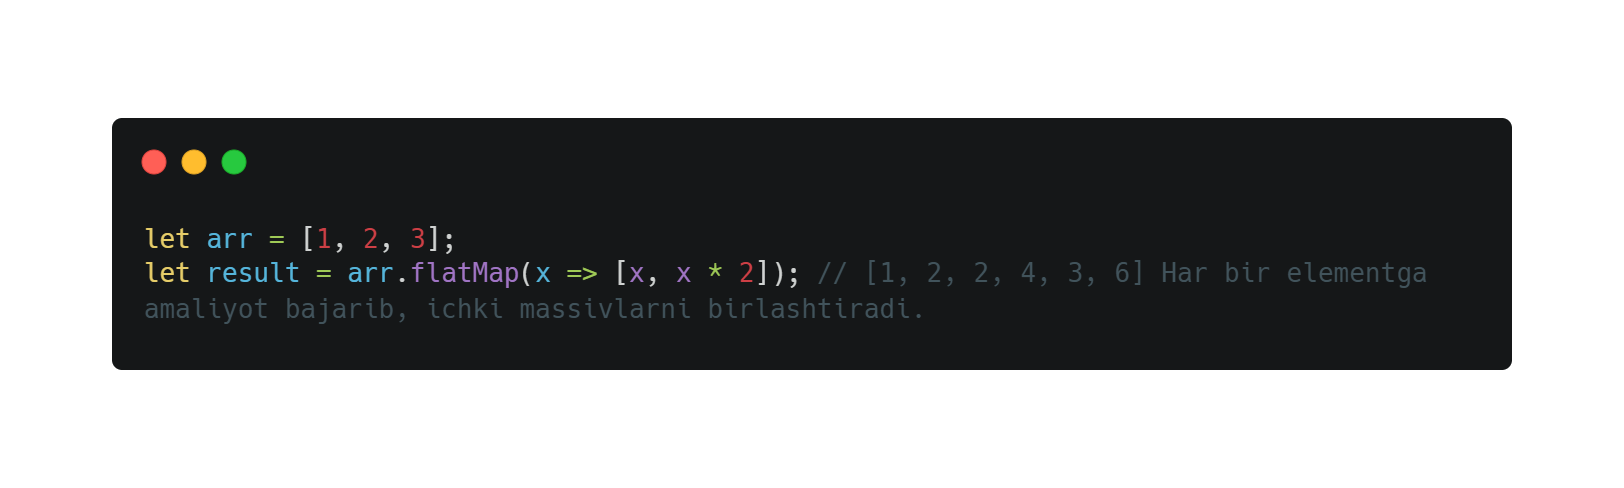 let arr = [1, 2, 3];
let result = arr.flatMap(x => [x, x * 2]); // [1, 2, 2, 4, 3, 6] Har bir elementga
amaliyot bajarib, ichki massivlarni birlashtiradi.